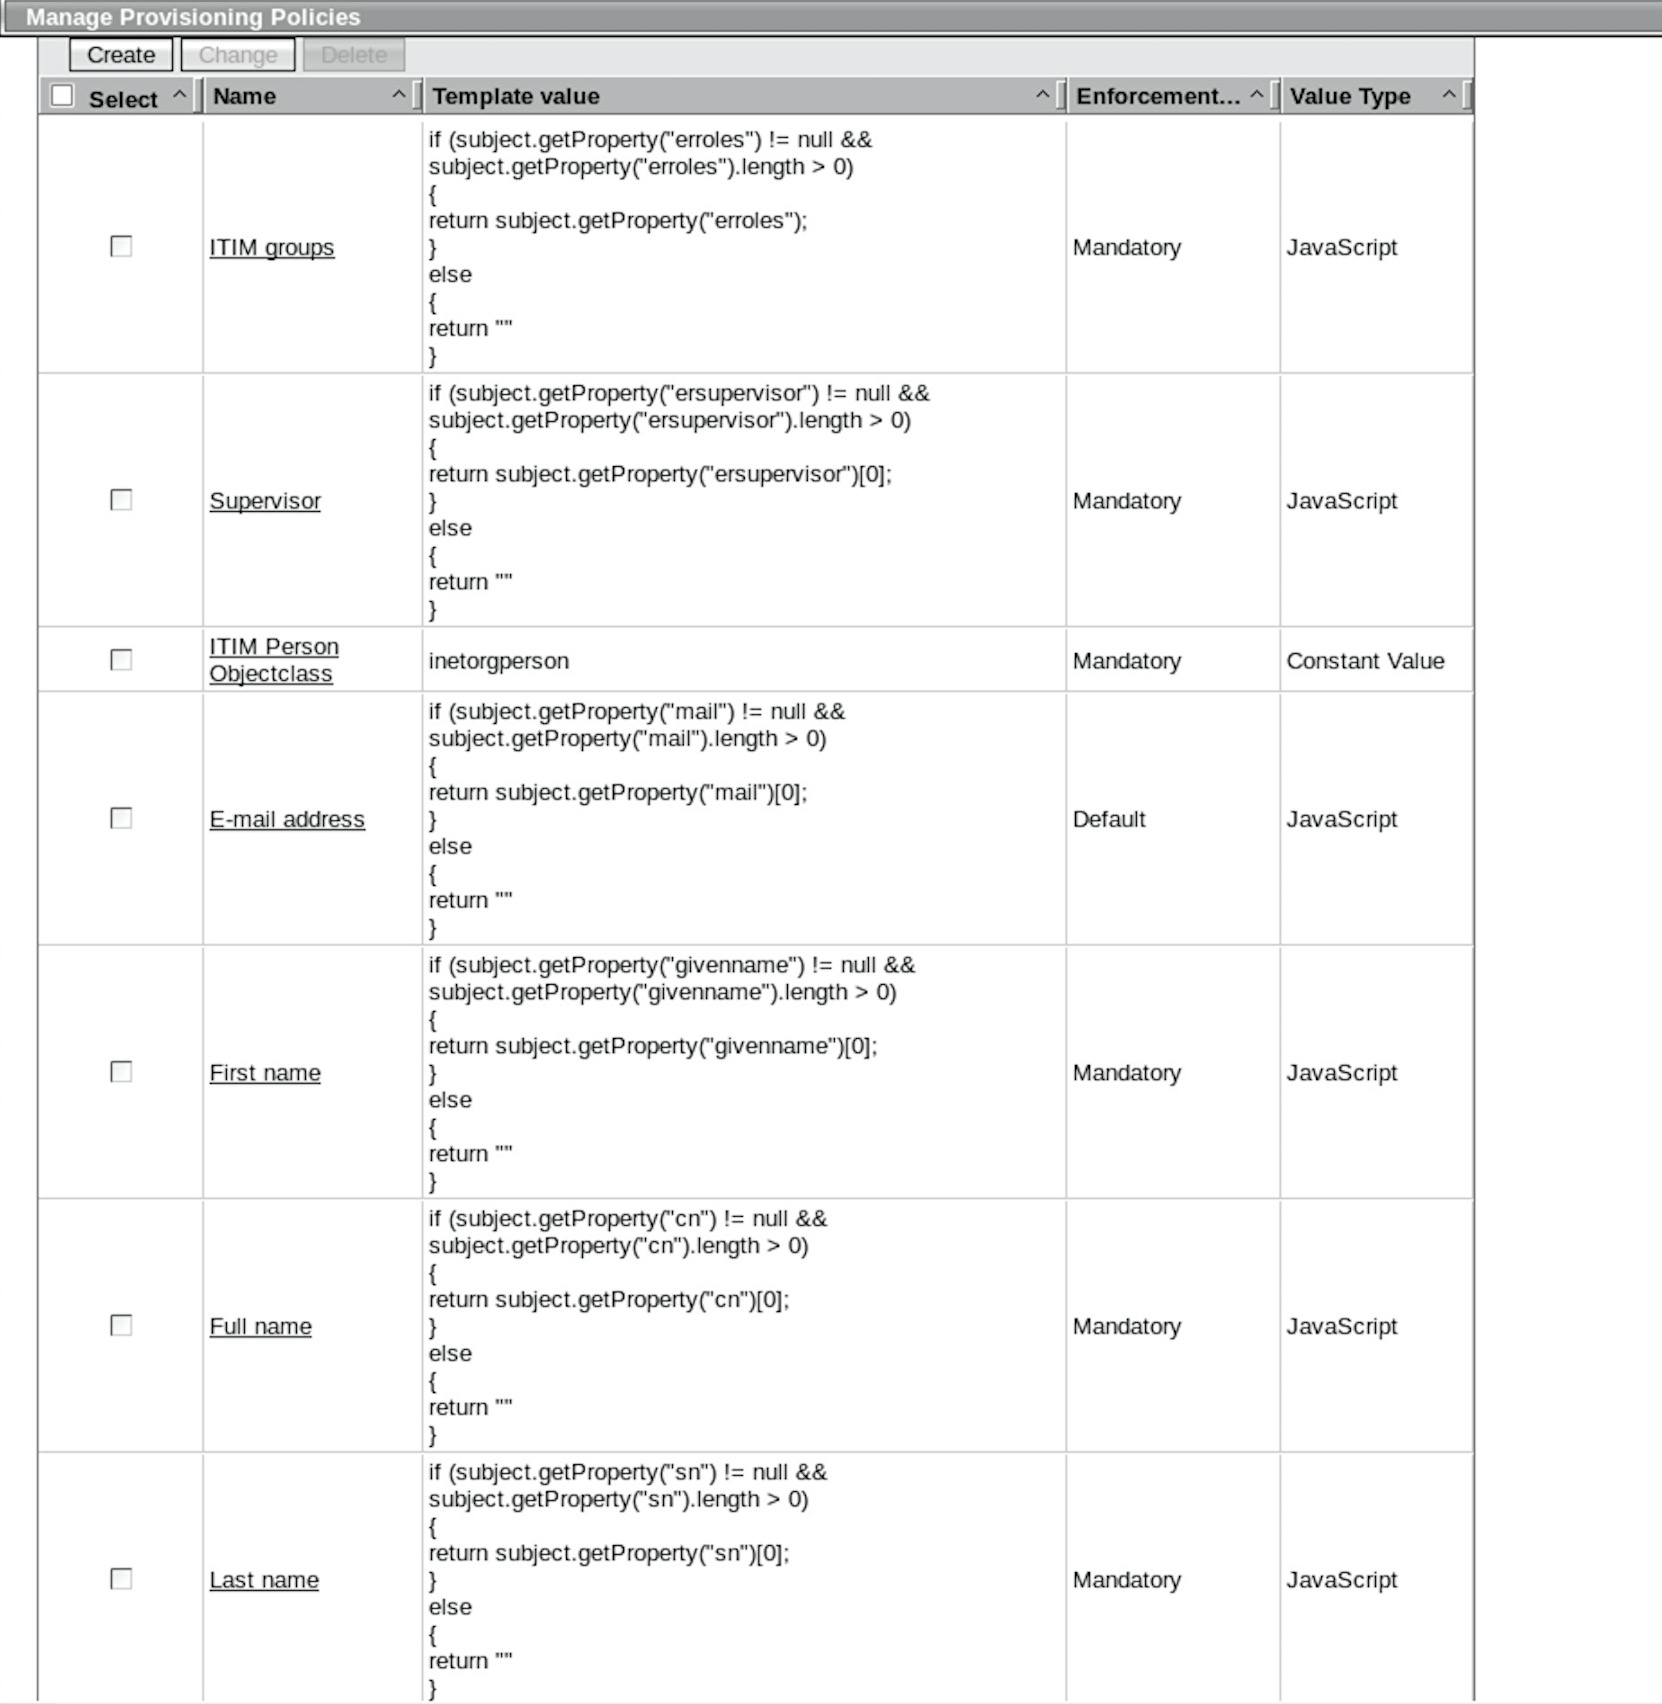 Manage Provisioning Policies
Create Change Delete
Select ^ Name ^ Template value ^ Enforcement... ^ Value Type ^
if (subject.getProperty("erroles") != null &&
subject.getProperty("erroles").length > 0)
{
return subject.getProperty("erroles");
}
ITIM groups Mandatory JavaScript
else
{
return ""
}
if (subject.getProperty("ersupervisor") != null &&
subject.getProperty("ersupervisor").length > 0)
{
return subject.getProperty("ersupervisor")[0];
}
Supervisor Mandatory JavaScript
else
{
return ""
}
ITIM Person
Objectclass
inetorgperson Mandatory Constant Value
if (subject.getProperty("mail") != null &&
subject.getProperty("mail").length > 0)
{
return subject.getProperty("mail")[0];
}
E-mail address Default JavaScript
else
{
return ""
}
if (subject.getProperty("givenname") != null &&
subject.getProperty("givenname").length > 0)
{
return subject.getProperty("givenname")[0];
}
First name Mandatory JavaScript
else
{
return ""
}
if (subject.getProperty("cn") != null &&
subject.getProperty("cn").length > 0)
{
return subject.getProperty("cn")[0];
}
Full name Mandatory JavaScript
else
{
return ""
}
if (subject.getProperty("sn") != null &&
subject.getProperty("sn").length > 0)
{
return subject.getProperty("sn")[0];
}
Last name Mandatory JavaScript
else
{
return ""
}